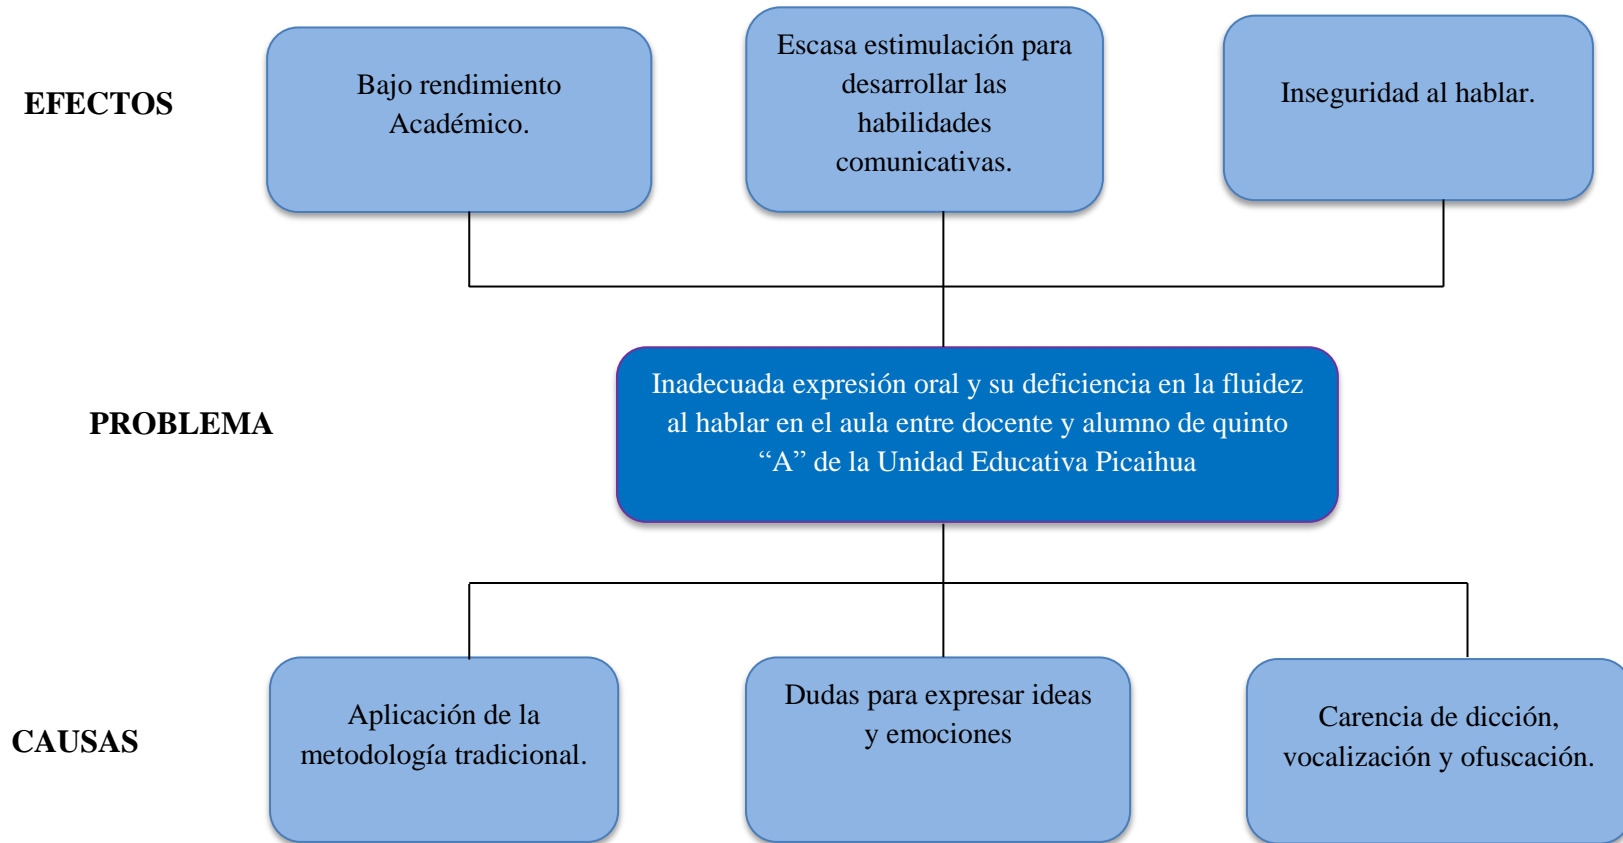 EFECTOS
Bajo rendimiento
Académico.
Escasa estimulación para
desarrollar las
habilidades
comunicativas.
Inseguridad al hablar.
PROBLEMA
Inadecuada expresión oral y su deficiencia en la fluidez
al hablar en el aula entre docente y alumno de quinto
“A” de la Unidad Educativa Picaihua
CAUSAS
Aplicación de la
metodología tradicional.
Dudas para expresar ideas
y emociones
Carencia de dicción,
vocalización y ofuscación.